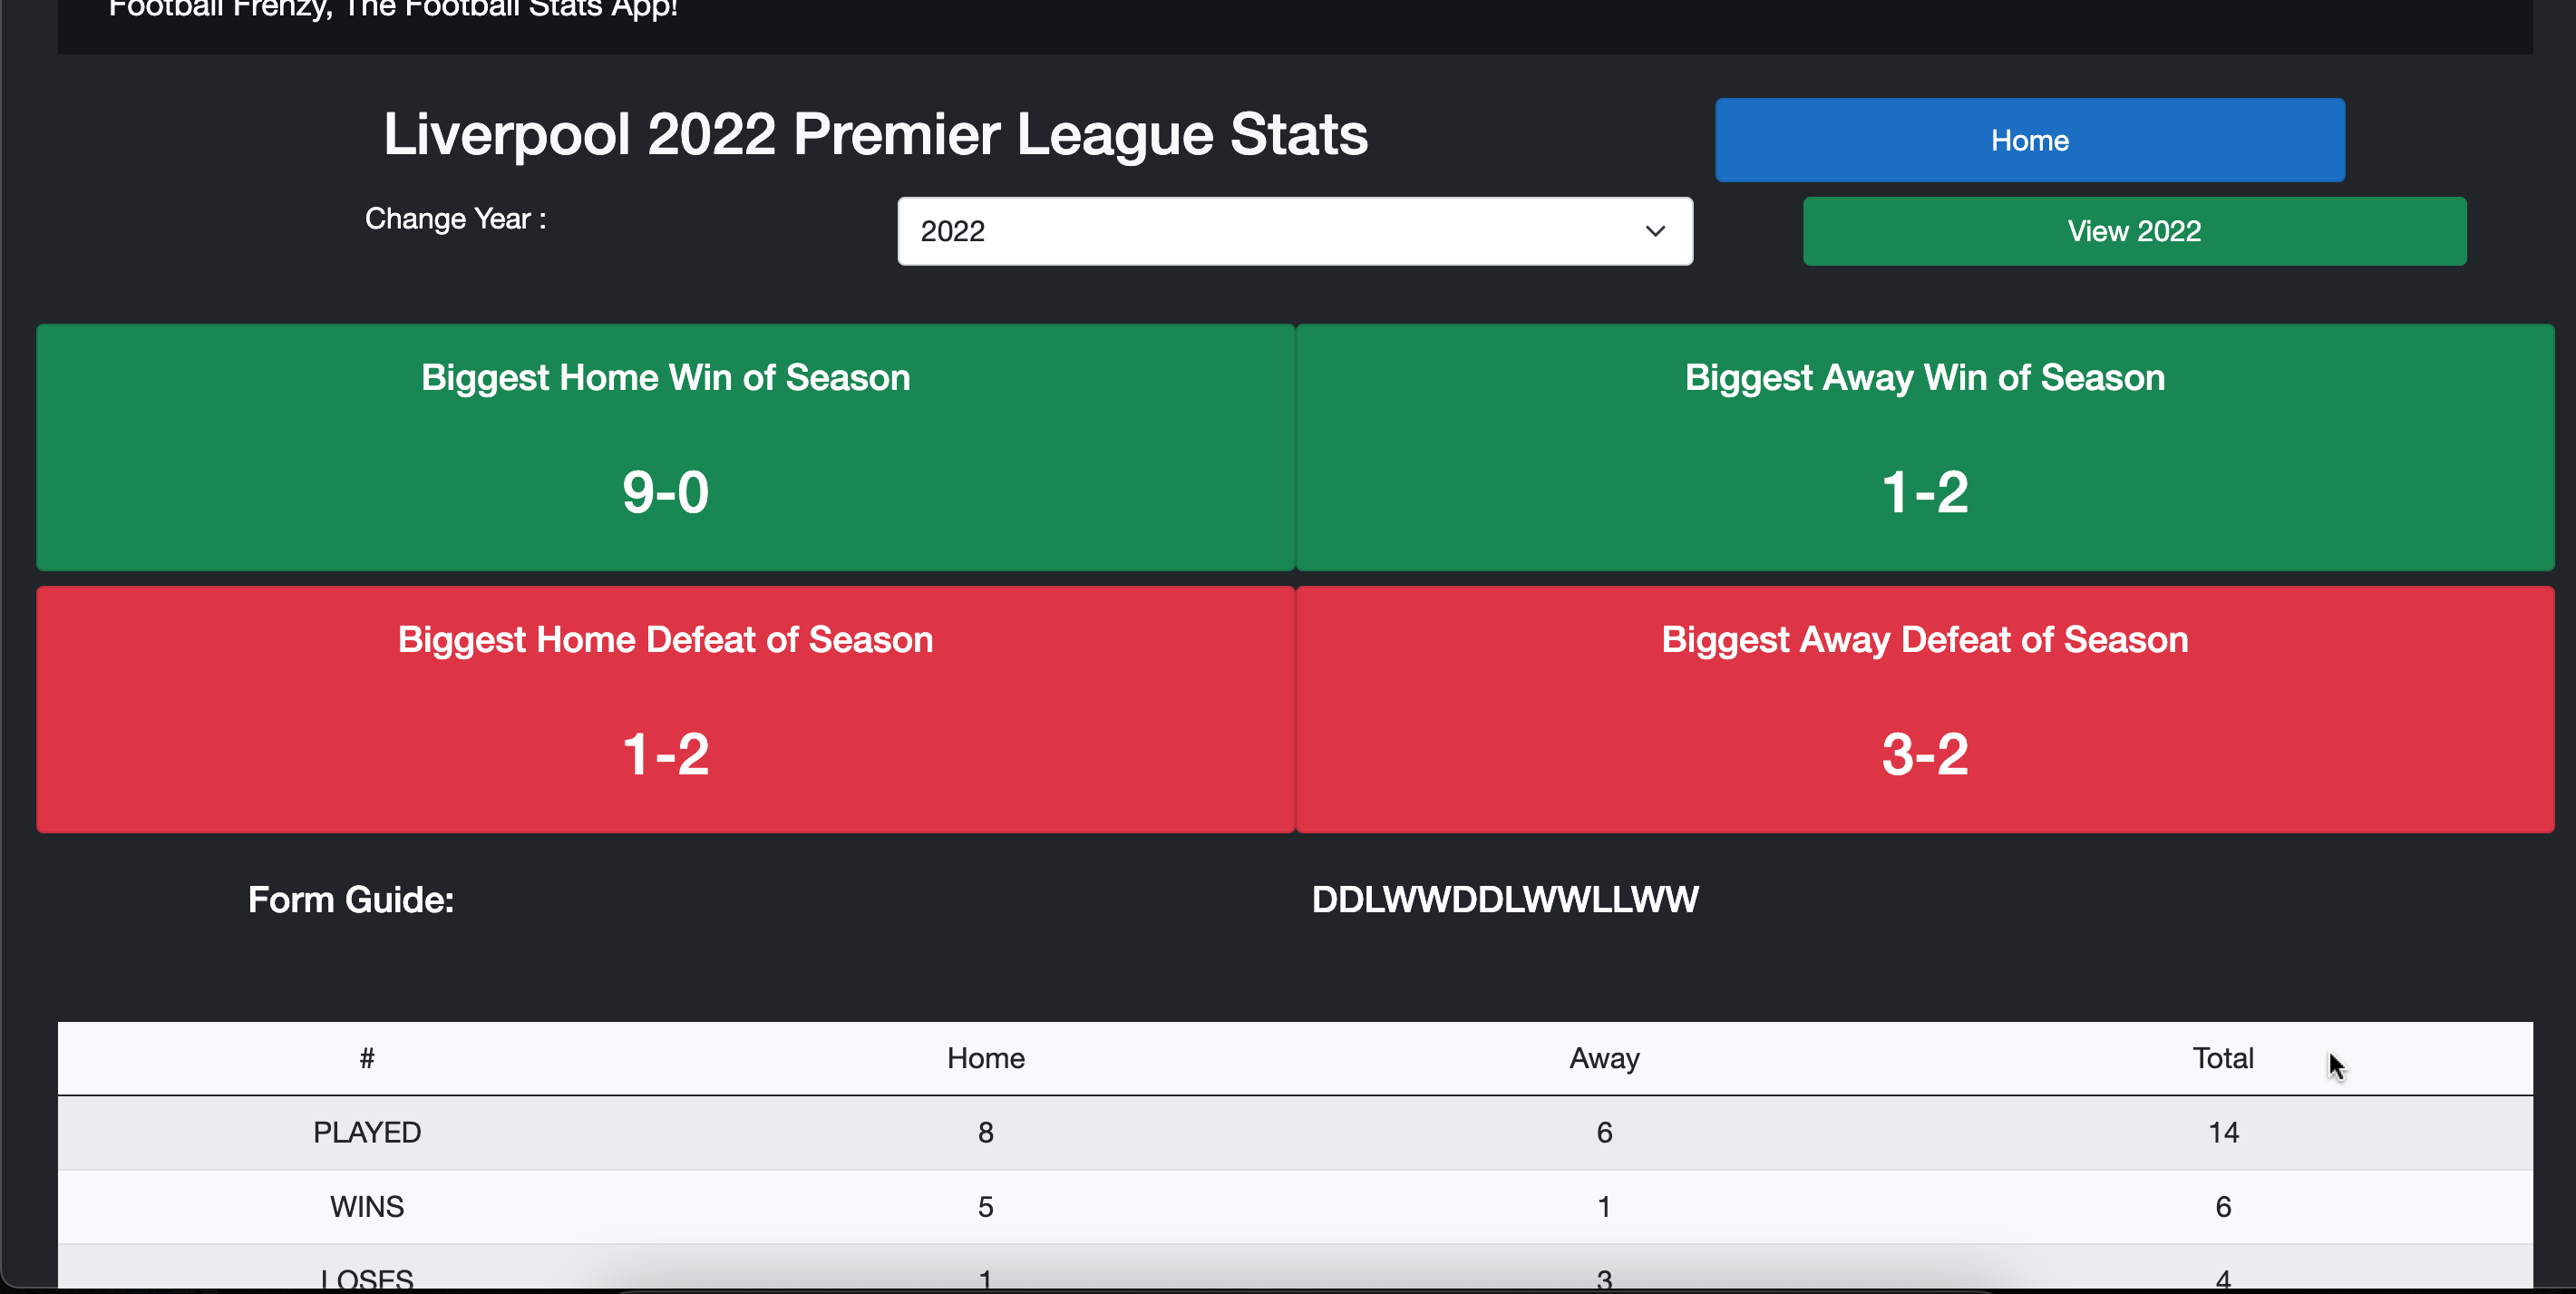 Football Frenzy, The Football Stats App!
Liverpool 2022 Premier League Stats
Home
Change Year :
2022
View 2022
Biggest Home Win of Season
Biggest Away Win of Season
9-0
1-2
Biggest Home Defeat of Season
Biggest Away Defeat of Season
1-2
3-2
Form Guide:
DDLWWDDLWWLLWW
# Home Away Total
PLAYED 8 6 14
WINS 5 1 6
LOSES 1 3 4